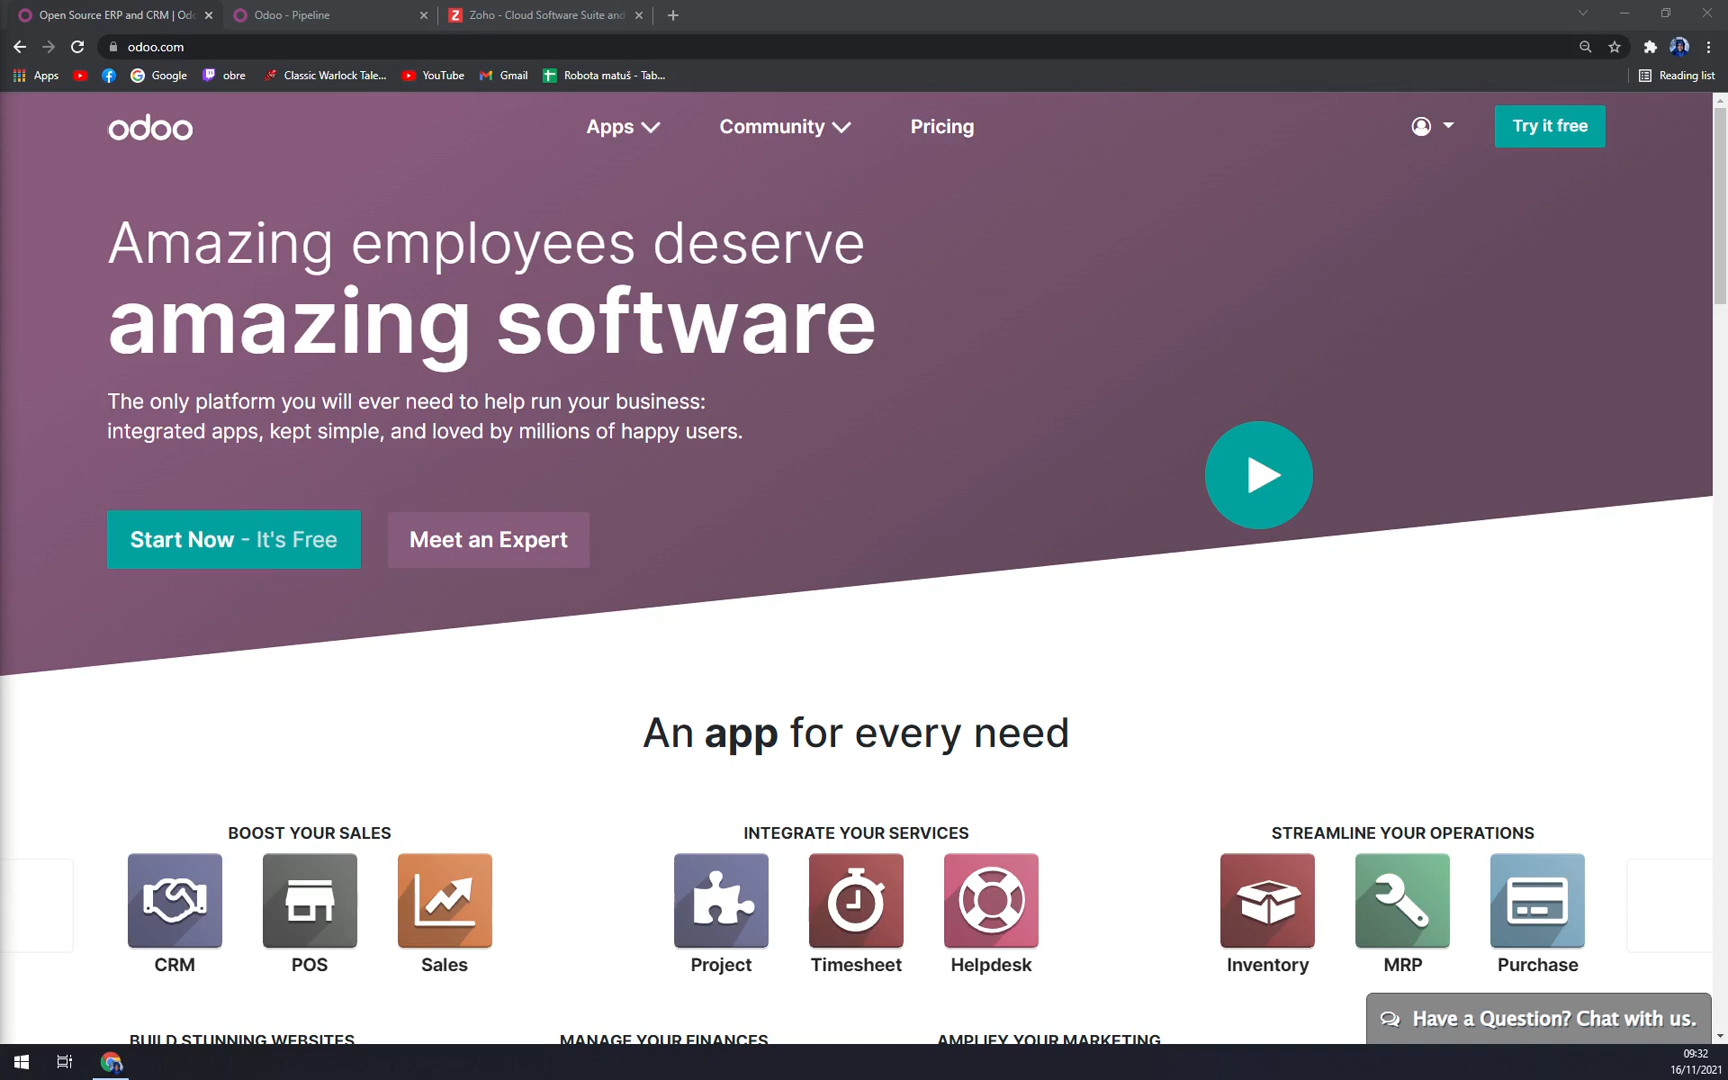 Open Source ERP and CRM | Odo
Odoo - Pipeline
Zoho - Cloud Software Suite and
odoo.com
Apps
Google
obre
Classic Warlock Tale...
YouTube
Gmail
Robota matuš - Tab...
Reading list
odoo
Apps
Community
Pricing
Try it free
Amazing employees deserve
amazing software
The only platform you will ever need to help run your business:
integrated apps, kept simple, and loved by millions of happy users.
Start Now - It's Free
Meet an Expert
An app for every need
BOOST YOUR SALES
INTEGRATE YOUR SERVICES
STREAMLINE YOUR OPERATIONS
CRM
POS
Sales
Project
Timesheet
Helpdesk
Inventory
MRP
Purchase
Have a Question? Chat with us.
BUILD STUNNING WEBSITES
MANAGE YOUR FINANCES
AMPLIFY YOUR MARKETING
09:32
16/11/2021